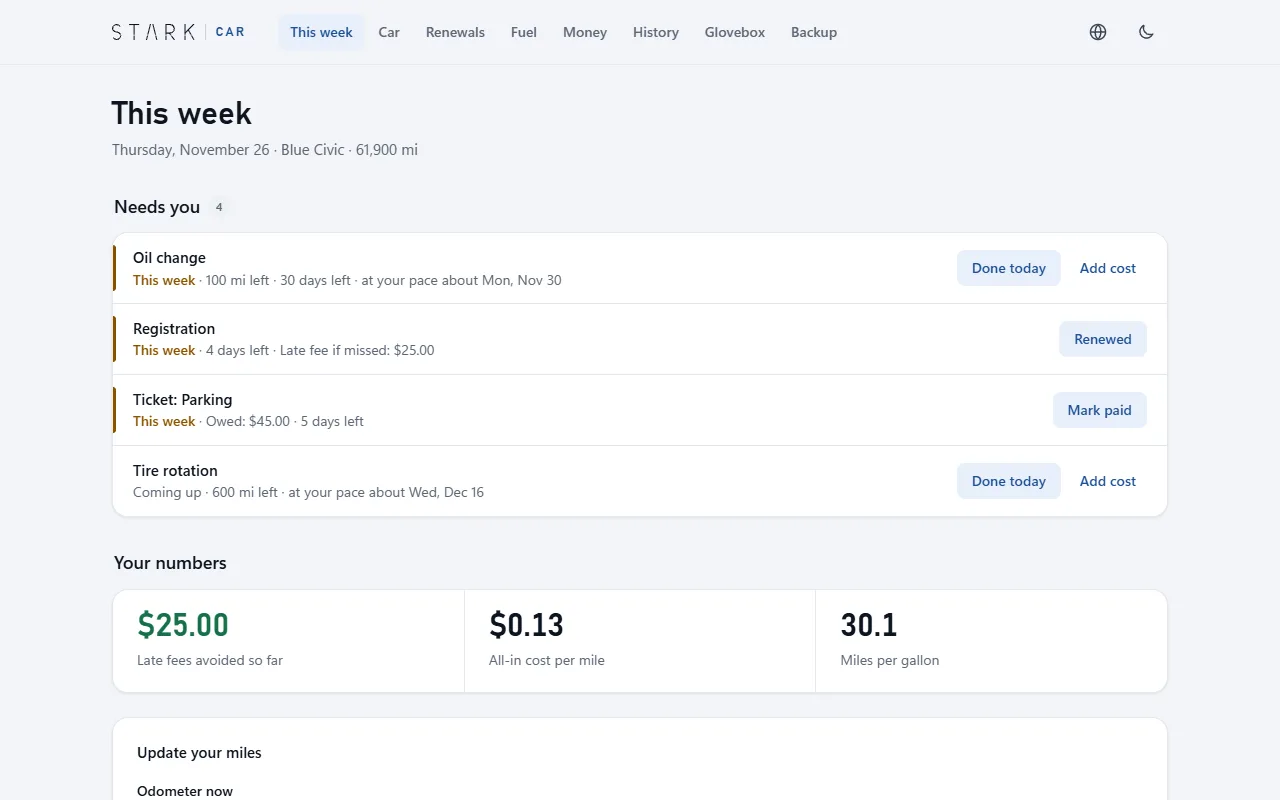 STARK | CAR
This week
Car
Renewals
Fuel
Money
History
Glovebox
Backup
This week
Thursday, November 26 · Blue Civic · 61,900 mi
Needs you 4
Oil change
This week · 100 mi left · 30 days left · at your pace about Mon, Nov 30
Done today
Add cost
Registration
This week · 4 days left · Late fee if missed: $25.00
Renewed
Ticket: Parking
This week · Owed: $45.00 · 5 days left
Mark paid
Tire rotation
Coming up · 600 mi left · at your pace about Wed, Dec 16
Done today
Add cost
Your numbers
$25.00
Late fees avoided so far
$0.13
All-in cost per mile
30.1
Miles per gallon
Update your miles
Odometer now